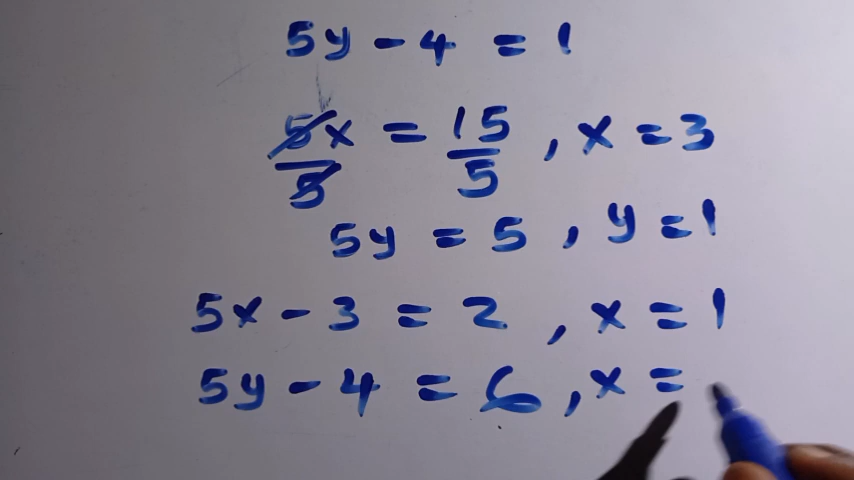 5y - 4 = 1
5x/5 = 15/5, x = 3
5y = 5, y = 1
5x - 3 = 2, x = 1
5y - 4 = 6, x =